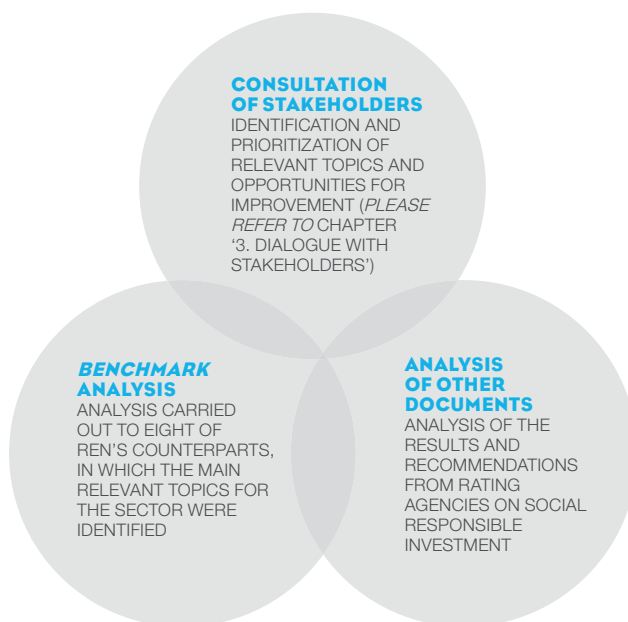 CONSULTATION
OF STAKEHOLDERS
IDENTIFICATION AND
PRIORITIZATION OF
RELEVANT TOPICS AND
OPPORTUNITIES FOR
IMPROVEMENT (PLEASE
REFER TO CHAPTER
‘3. DIALOGUE WITH
STAKEHOLDERS’)
BENCHMARK
ANALYSIS
ANALYSIS CARRIED
OUT TO EIGHT OF
REN’S COUNTERPARTS,
IN WHICH THE MAIN
RELEVANT TOPICS FOR
THE SECTOR WERE
IDENTIFIED
ANALYSIS
OF OTHER
DOCUMENTS
ANALYSIS OF THE
RESULTS AND
RECOMMENDATIONS
FROM RATING
AGENCIES ON SOCIAL
RESPONSIBLE
INVESTMENT